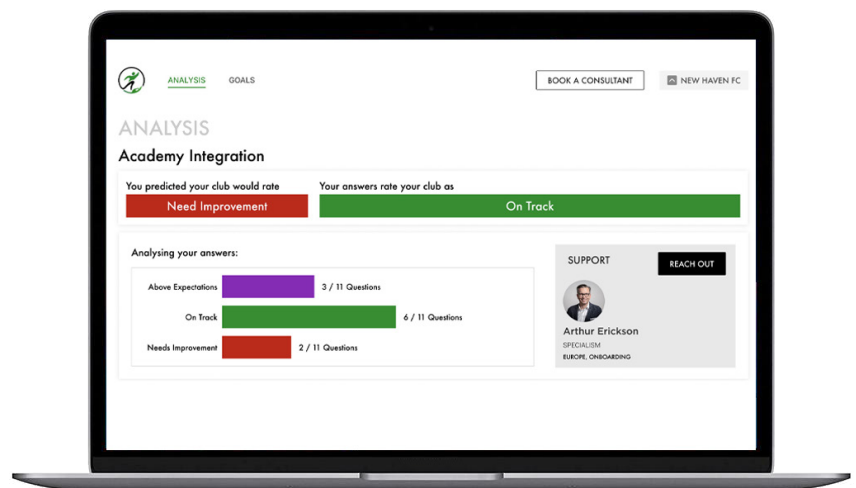 ANALYSIS GOALS BOOK A CONSULTANT NEW HAVEN FC
ANALYSIS
Academy Integration
You predicted your club would rate Your answers rate your club as
Need Improvement On Track
Analysing your answers:
Above Expectations 3 / 11 Questions
On Track 6 / 11 Questions
Needs Improvement 2 / 11 Questions
SUPPORT REACH OUT
Arthur Erickson
SPECIALISM
EUROPE, ONBOARDING